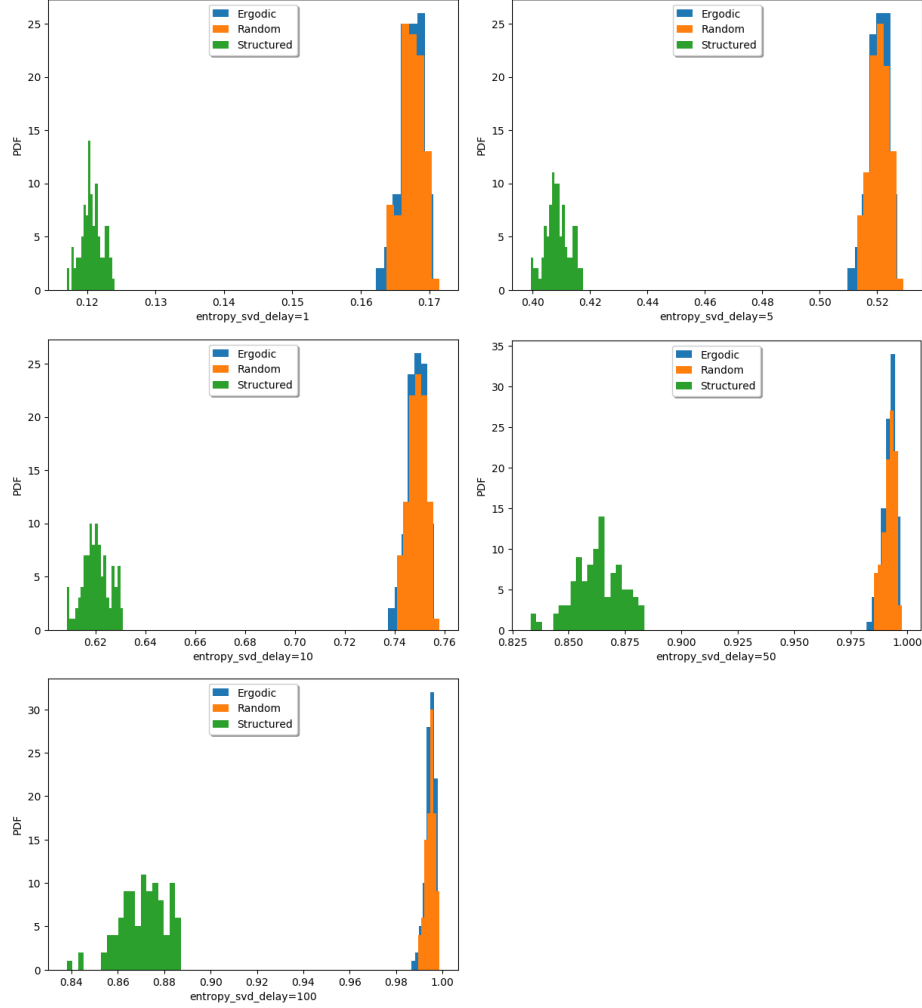 25
20
15
10
5
0
PDF
Ergodic
Random
Structured
0.12 0.13 0.14 0.15 0.16 0.17
entropy_svd_delay=1
25
20
15
10
5
0
PDF
Ergodic
Random
Structured
0.40 0.42 0.44 0.46 0.48 0.50 0.52
entropy_svd_delay=5
25
20
15
10
5
0
PDF
Ergodic
Random
Structured
0.62 0.64 0.66 0.68 0.70 0.72 0.74 0.76
entropy_svd_delay=10
35
30
25
20
15
10
5
0
PDF
Ergodic
Random
Structured
0.825 0.850 0.875 0.900 0.925 0.950 0.975 1.000
entropy_svd_delay=50
30
25
20
15
10
5
0
PDF
Ergodic
Random
Structured
0.84 0.86 0.88 0.90 0.92 0.94 0.96 0.98 1.00
entropy_svd_delay=100